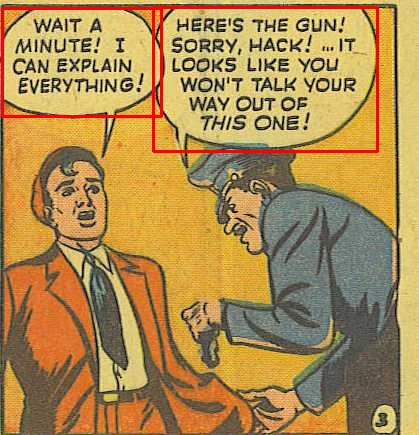 WAIT A
MINUTE! I
CAN EXPLAIN
EVERYTHING!
HERE'S THE GUN!
SORRY, HACK! ...IT
LOOKS LIKE YOU
WON'T TALK YOUR
WAY OUT OF
THIS ONE!
3